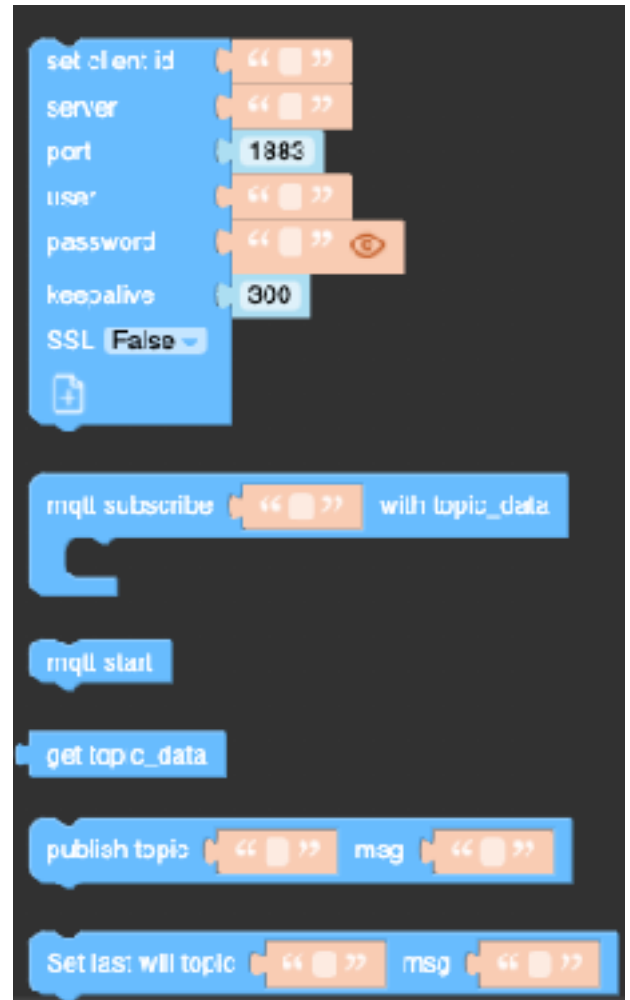 set client id “ ”
server “ ”
port 1883
user “ ”
password “ ”
keepalive 300
SSL False
mqtt subscribe “ ” with topic_data
mqtt start
get topic_data
publish topic “ ” msg “ ”
Set last will topic “ ” msg “ ”